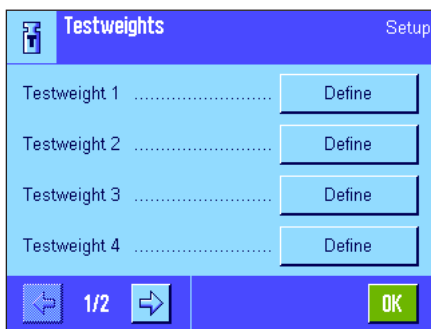 Testweights Setup
Testweight 1 ........................ Define
Testweight 2 ........................ Define
Testweight 3 ........................ Define
Testweight 4 ........................ Define
1/2 OK